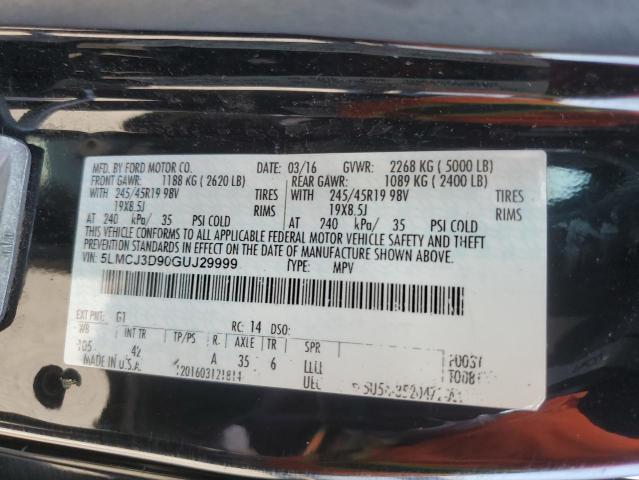 MFD. BY FORD MOTOR CO. DATE: 03/16 GVWR: 2268 KG ( 5000 LB)
FRONT GAWR: 1188 KG ( 2620 LB) REAR GAWR: 1089 KG ( 2400 LB)
WITH 245/45R19 98V TIRES WITH 245/45R19 98V TIRES
19X8.5J RIMS 19X8.5J RIMS
AT 240 kPa/ 35 PSI COLD AT 240 kPa/ 35 PSI COLD
THIS VEHICLE CONFORMS TO ALL APPLICABLE FEDERAL MOTOR VEHICLE SAFETY AND THEFT
PREVENTION STANDARDS IN EFFECT ON THE DATE OF MANUFACTURE SHOWN ABOVE.
VIN: 5LMCJ3D90GUJ29999 TYPE: MPV
EXT PNT: G1 RC: 14 DSO:
WB INT TR TP/PS R. AXLE TR SPR
105 42 A 35 6
MADE IN U.S.A. 1201603121814